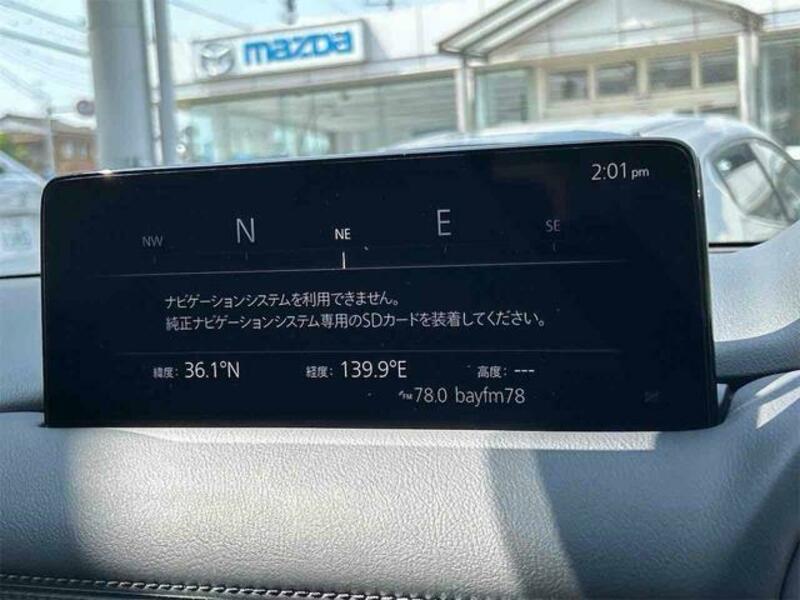 mazda
2:01pm
NW N NE E SE
ナビゲーションシステムを利用できません。
純正ナビゲーションシステム専用のSDカードを装着してください。
緯度: 36.1°N 経度: 139.9°E 高度: ---
FM 78.0 bayfm78